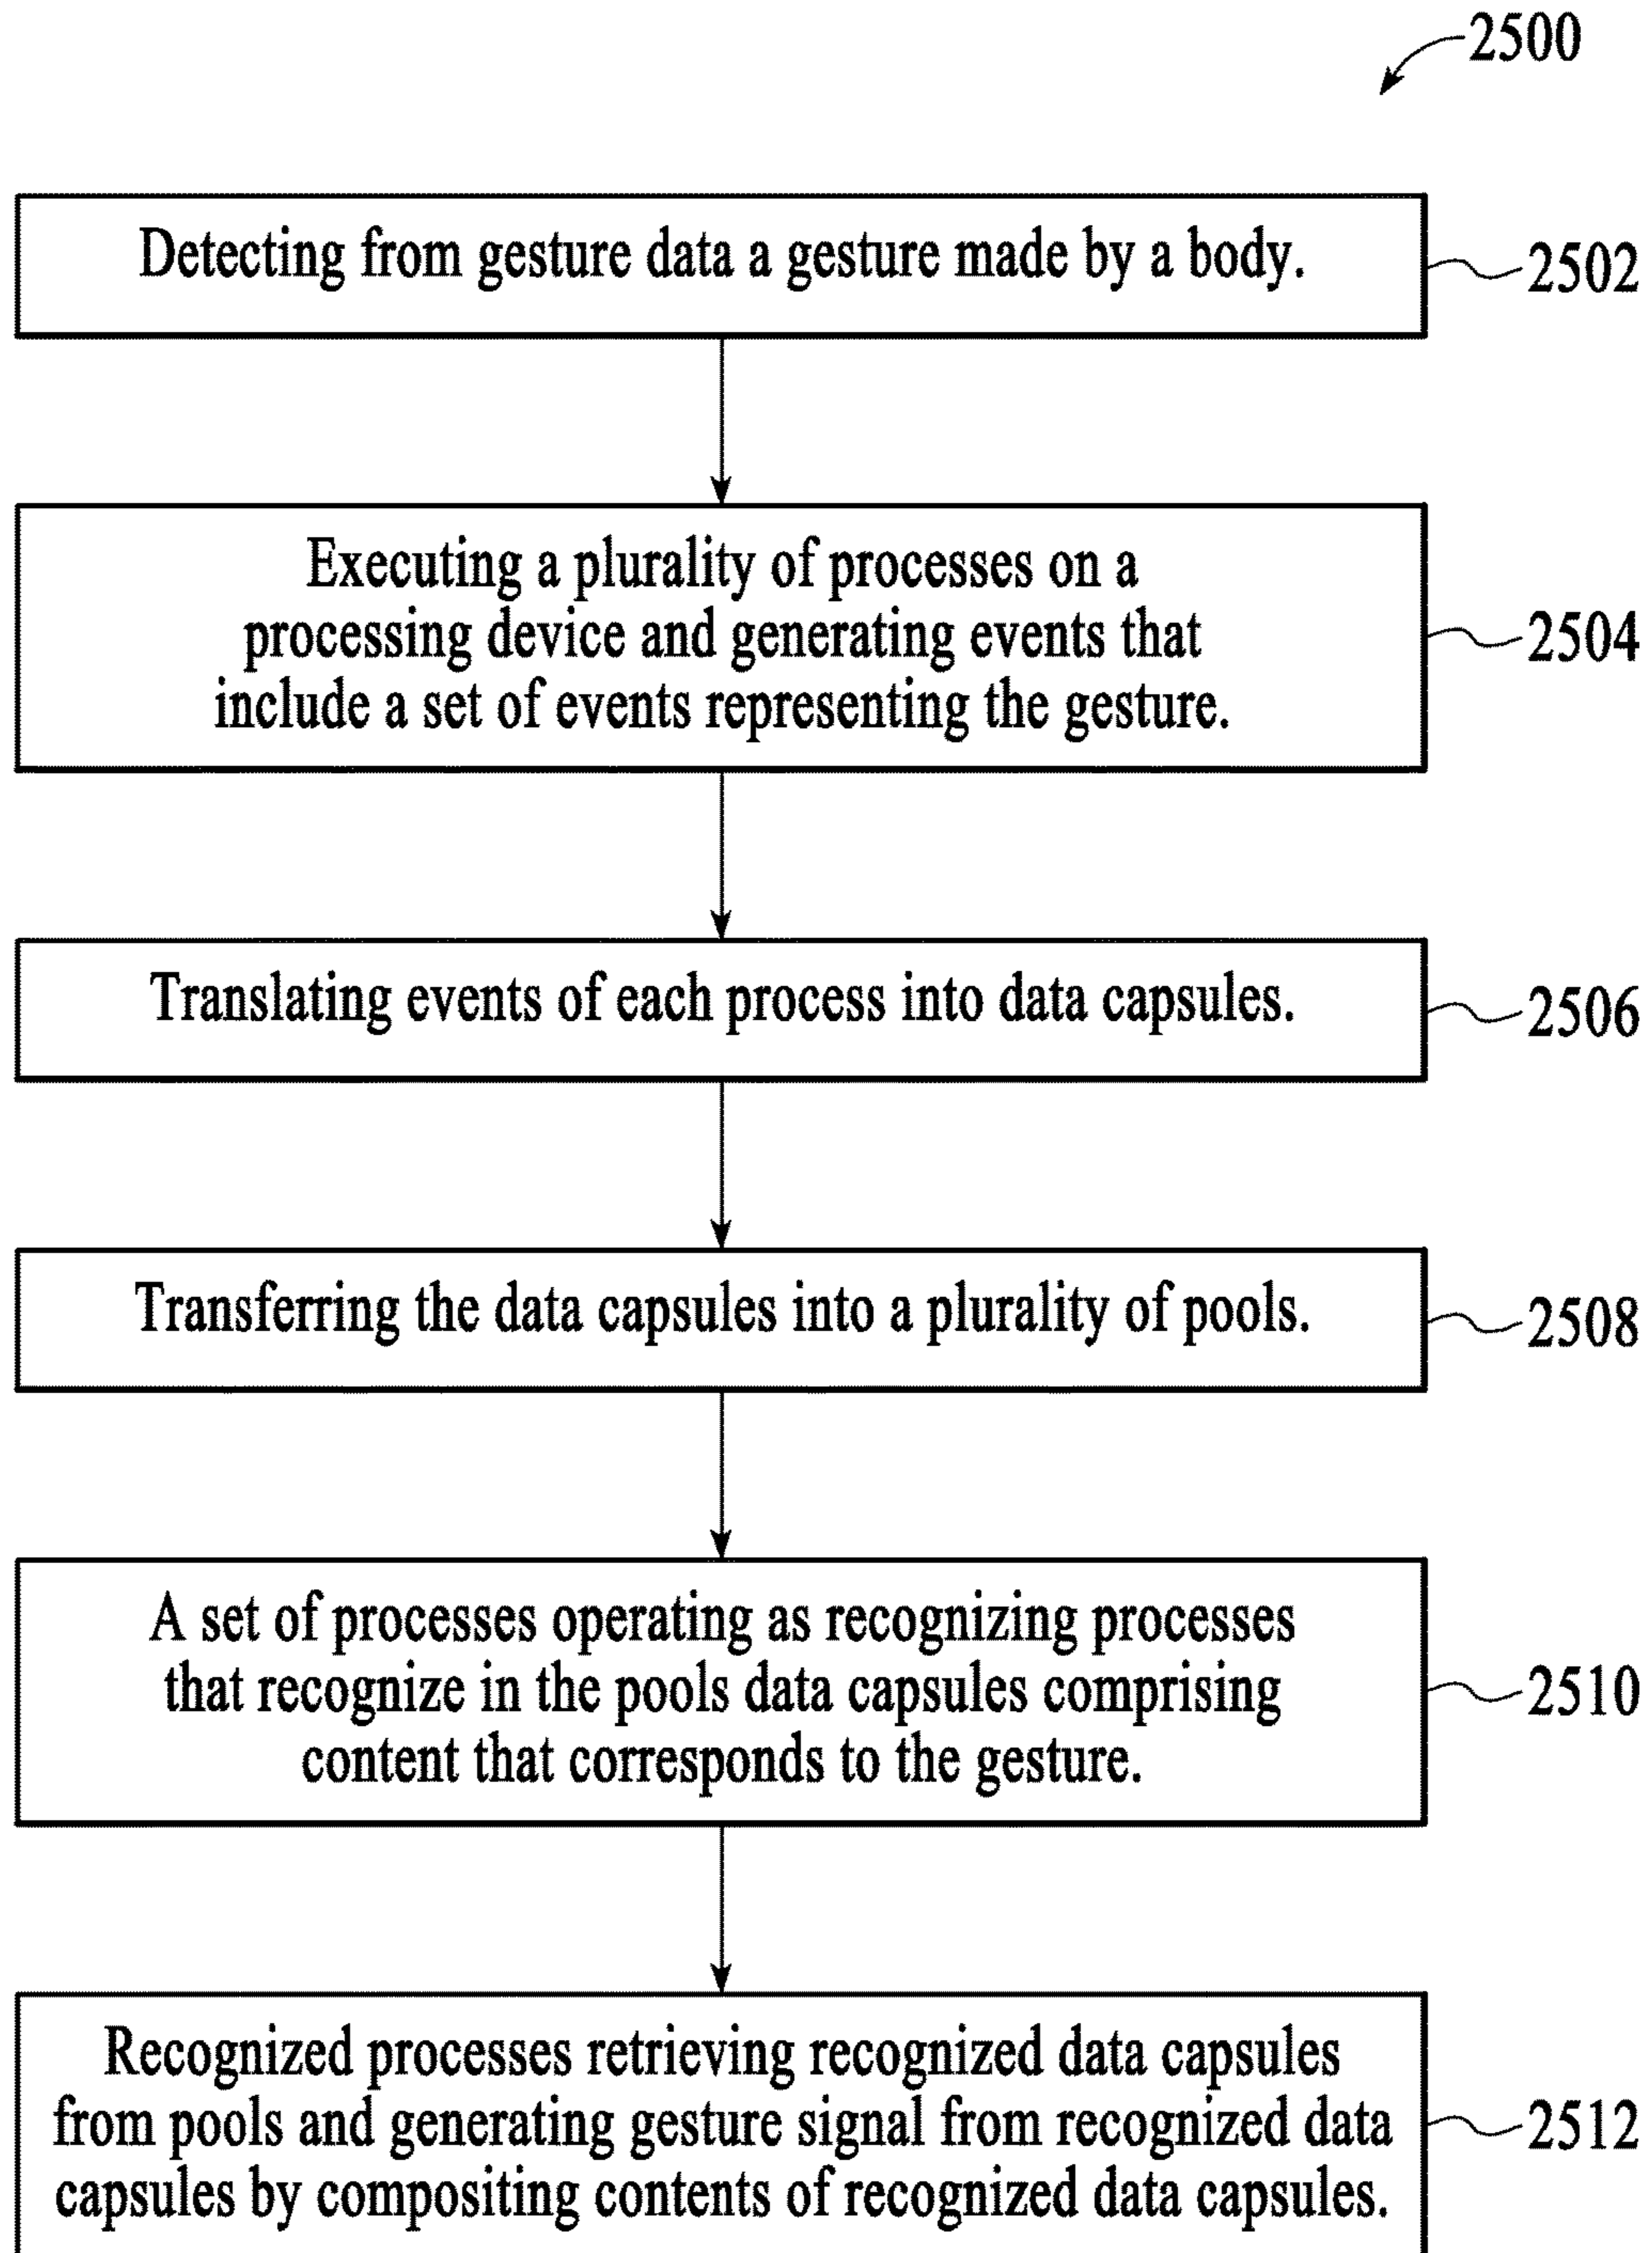 2500
Detecting from gesture data a gesture made by a body.
2502
Executing a plurality of processes on a
processing device and generating events that
include a set of events representing the gesture.
2504
Translating events of each process into data capsules.
2506
Transferring the data capsules into a plurality of pools.
2508
A set of processes operating as recognizing processes
that recognize in the pools data capsules comprising
content that corresponds to the gesture.
2510
Recognized processes retrieving recognized data capsules
from pools and generating gesture signal from recognized data
capsules by compositing contents of recognized data capsules.
2512